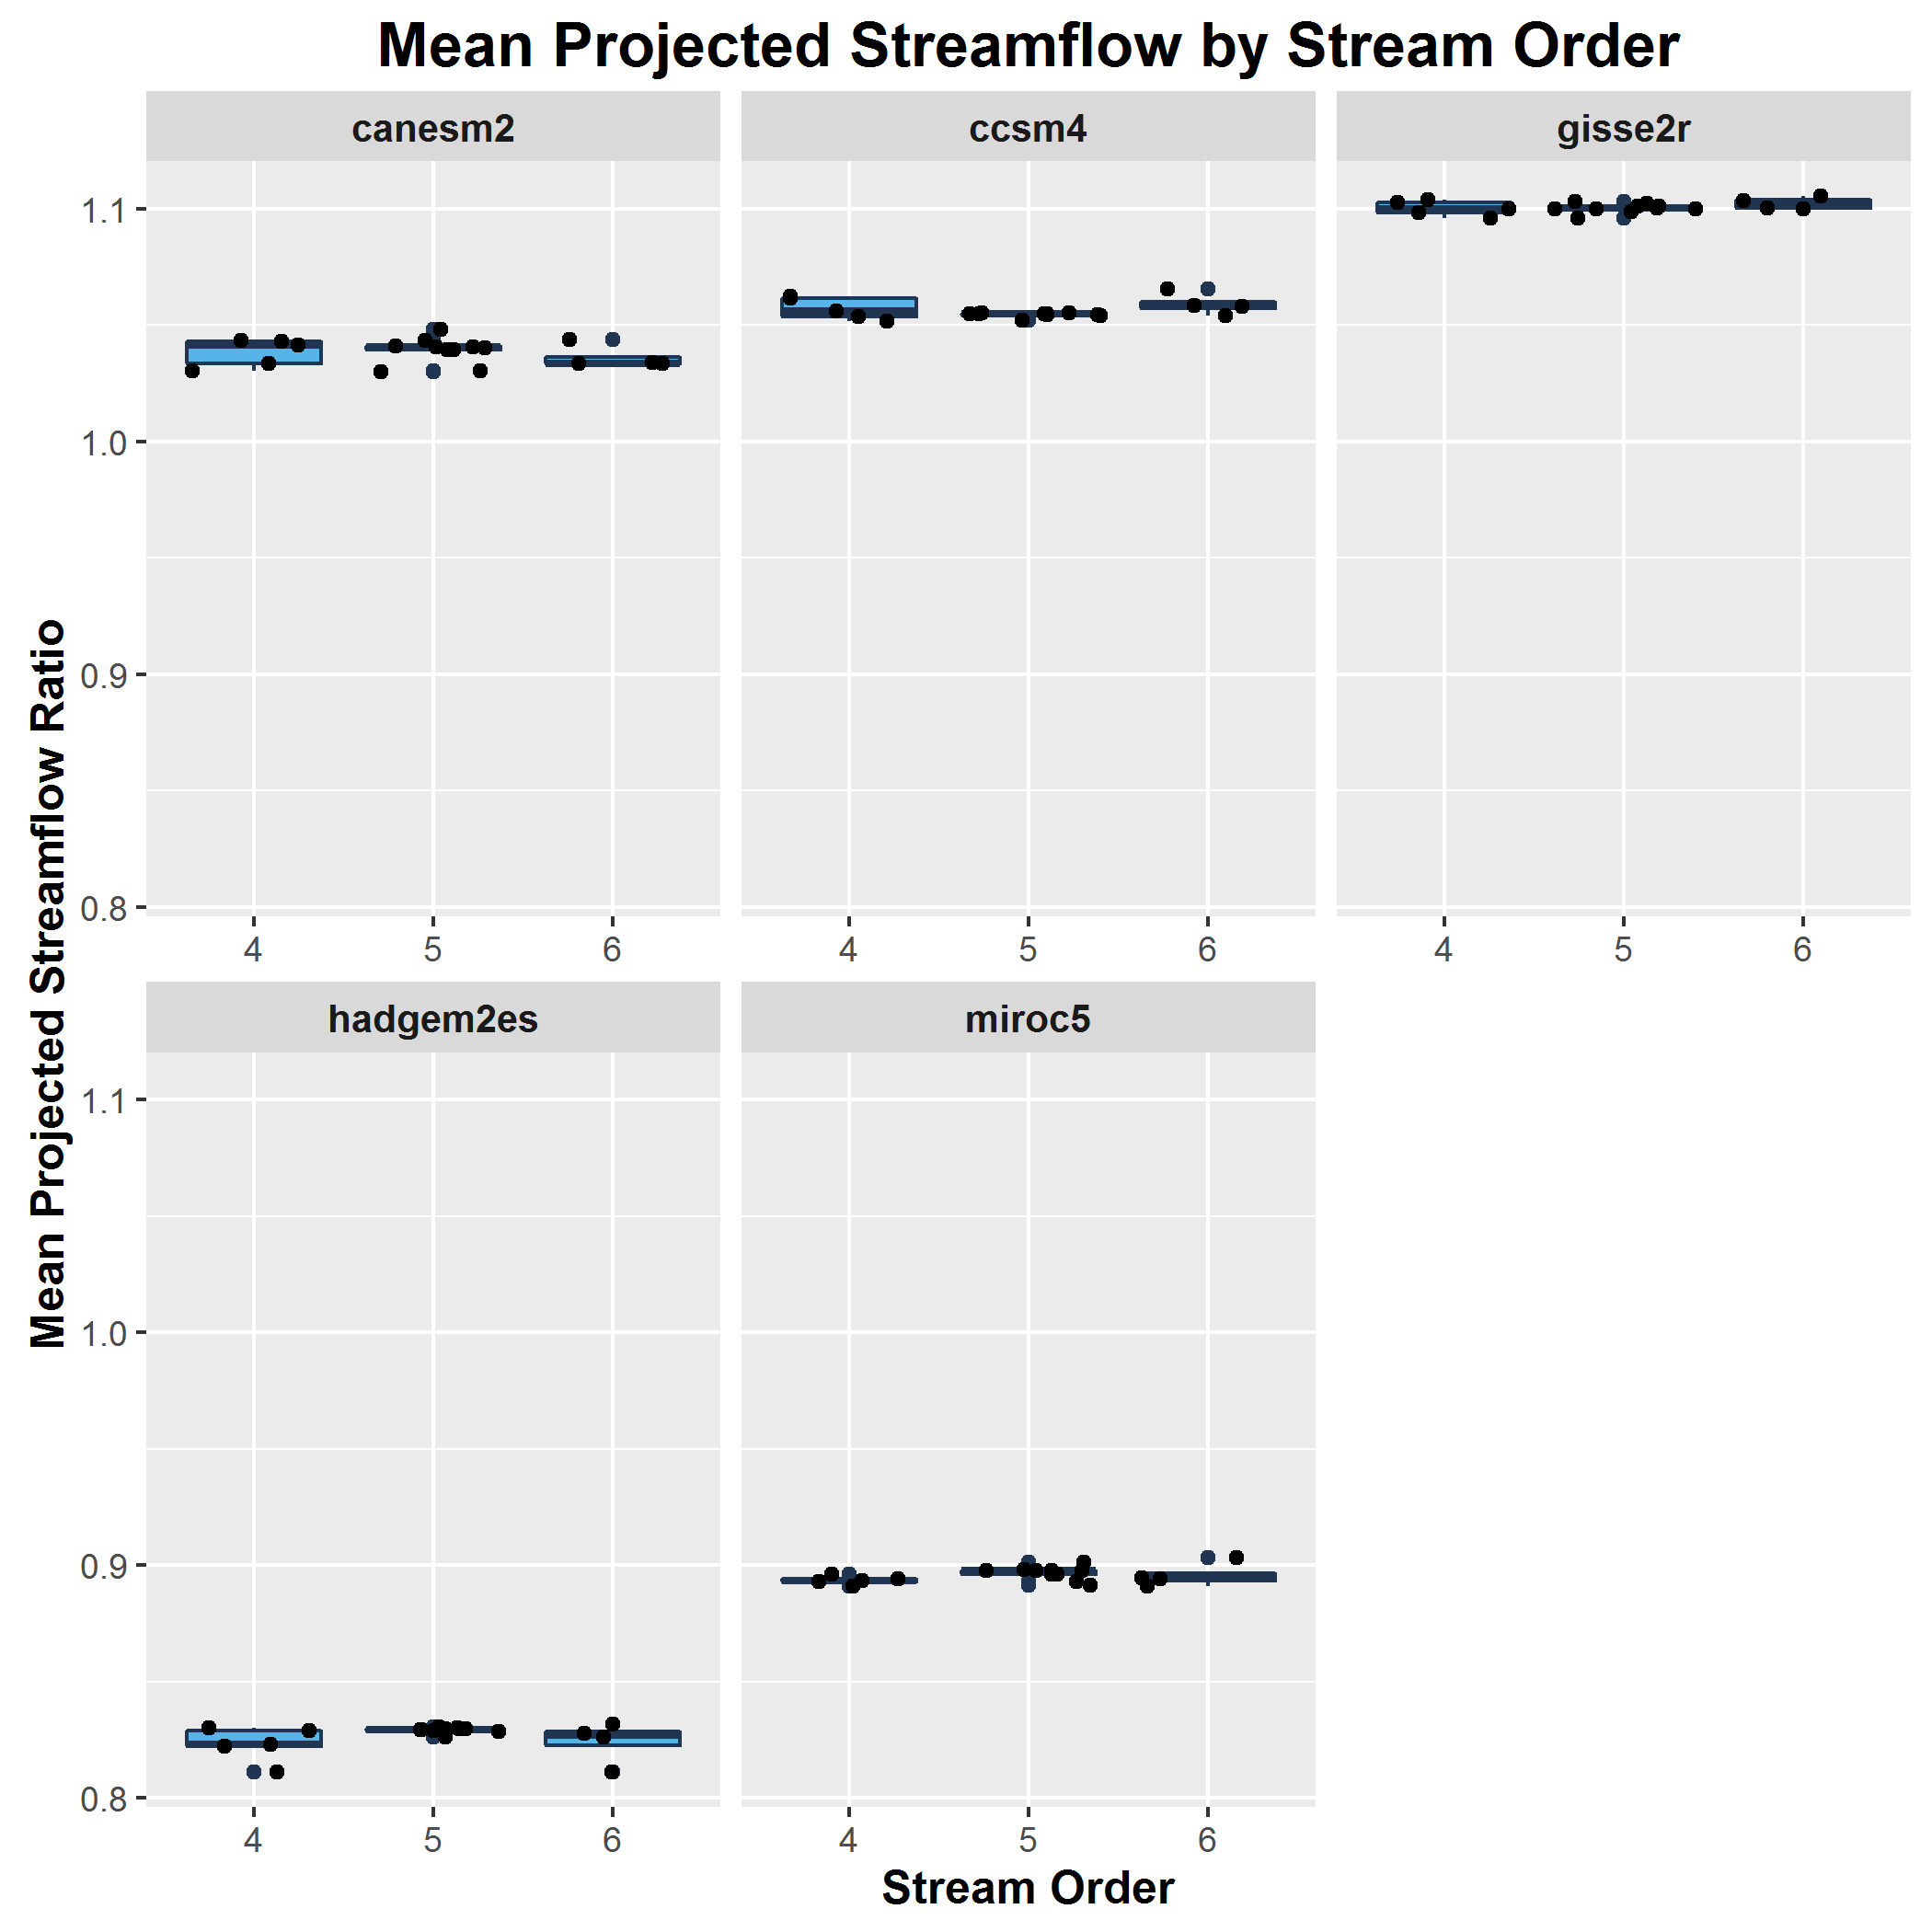 Mean Projected Streamflow by Stream Order
canesm2
ccsm4
gisse2r
Mean Projected Streamflow Ratio
1.1
1.0
0.9
0.8
4 5 6
4 5 6
4 5 6
hadgem2es
miroc5
1.1
1.0
0.9
0.8
4 5 6
4 5 6
Stream Order